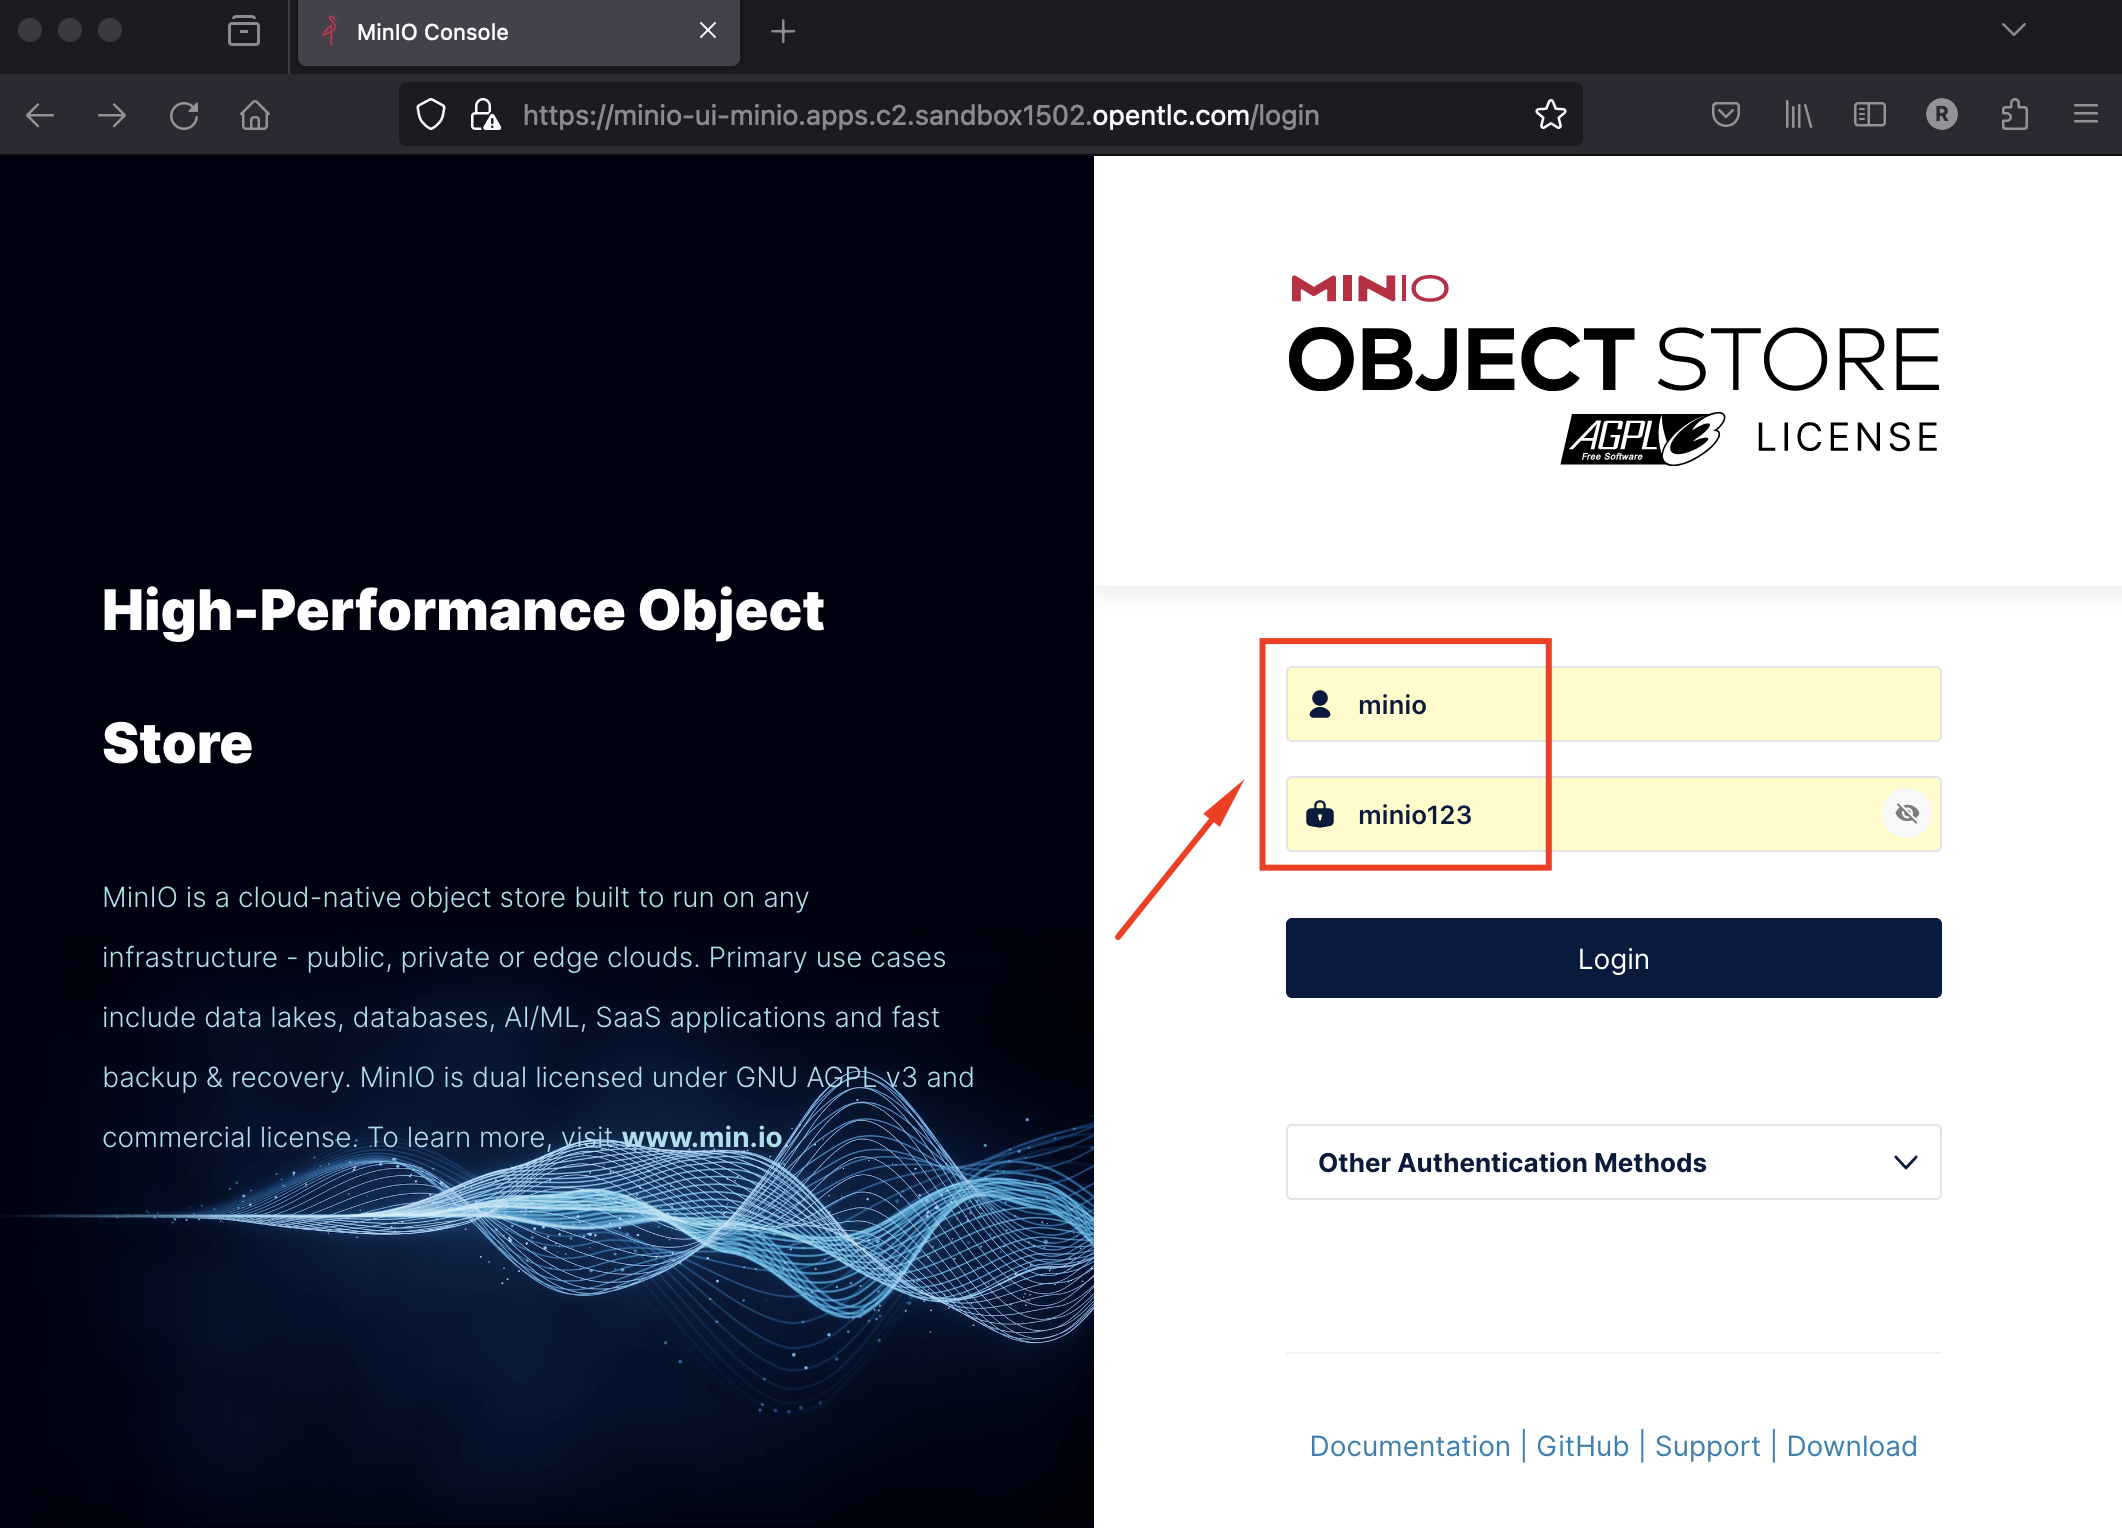 MinIO Console
https://minio-ui-minio.apps.c2.sandbox1502.opentlc.com/login
R
MINIO
OBJECT STORE
AGPLv3 LICENSE
Free Software
High-Performance Object
Store
MinIO is a cloud-native object store built to run on any
infrastructure - public, private or edge clouds. Primary use cases
include data lakes, databases, AI/ML, SaaS applications and fast
backup & recovery. MinIO is dual licensed under GNU AGPL v3 and
commercial license. To learn more, visit www.min.io.
minio
minio123
Login
Other Authentication Methods
Documentation | GitHub | Support | Download